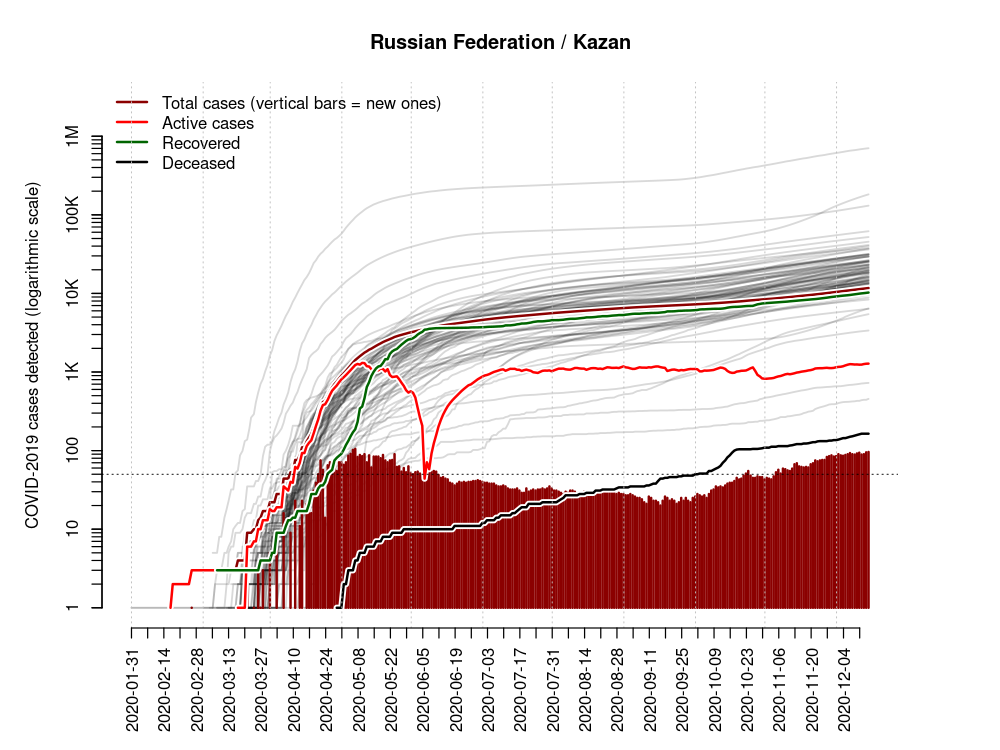 Russian Federation / Kazan
Total cases (vertical bars = new ones)
Active cases
Recovered
Deceased
COVID-2019 cases detected (logarithmic scale)
1M
100K
10K
1K
100
10
1
2020-01-31
2020-02-14
2020-02-28
2020-03-13
2020-03-27
2020-04-10
2020-04-24
2020-05-08
2020-05-22
2020-06-05
2020-06-19
2020-07-03
2020-07-17
2020-07-31
2020-08-14
2020-08-28
2020-09-11
2020-09-25
2020-10-09
2020-10-23
2020-11-06
2020-11-20
2020-12-04